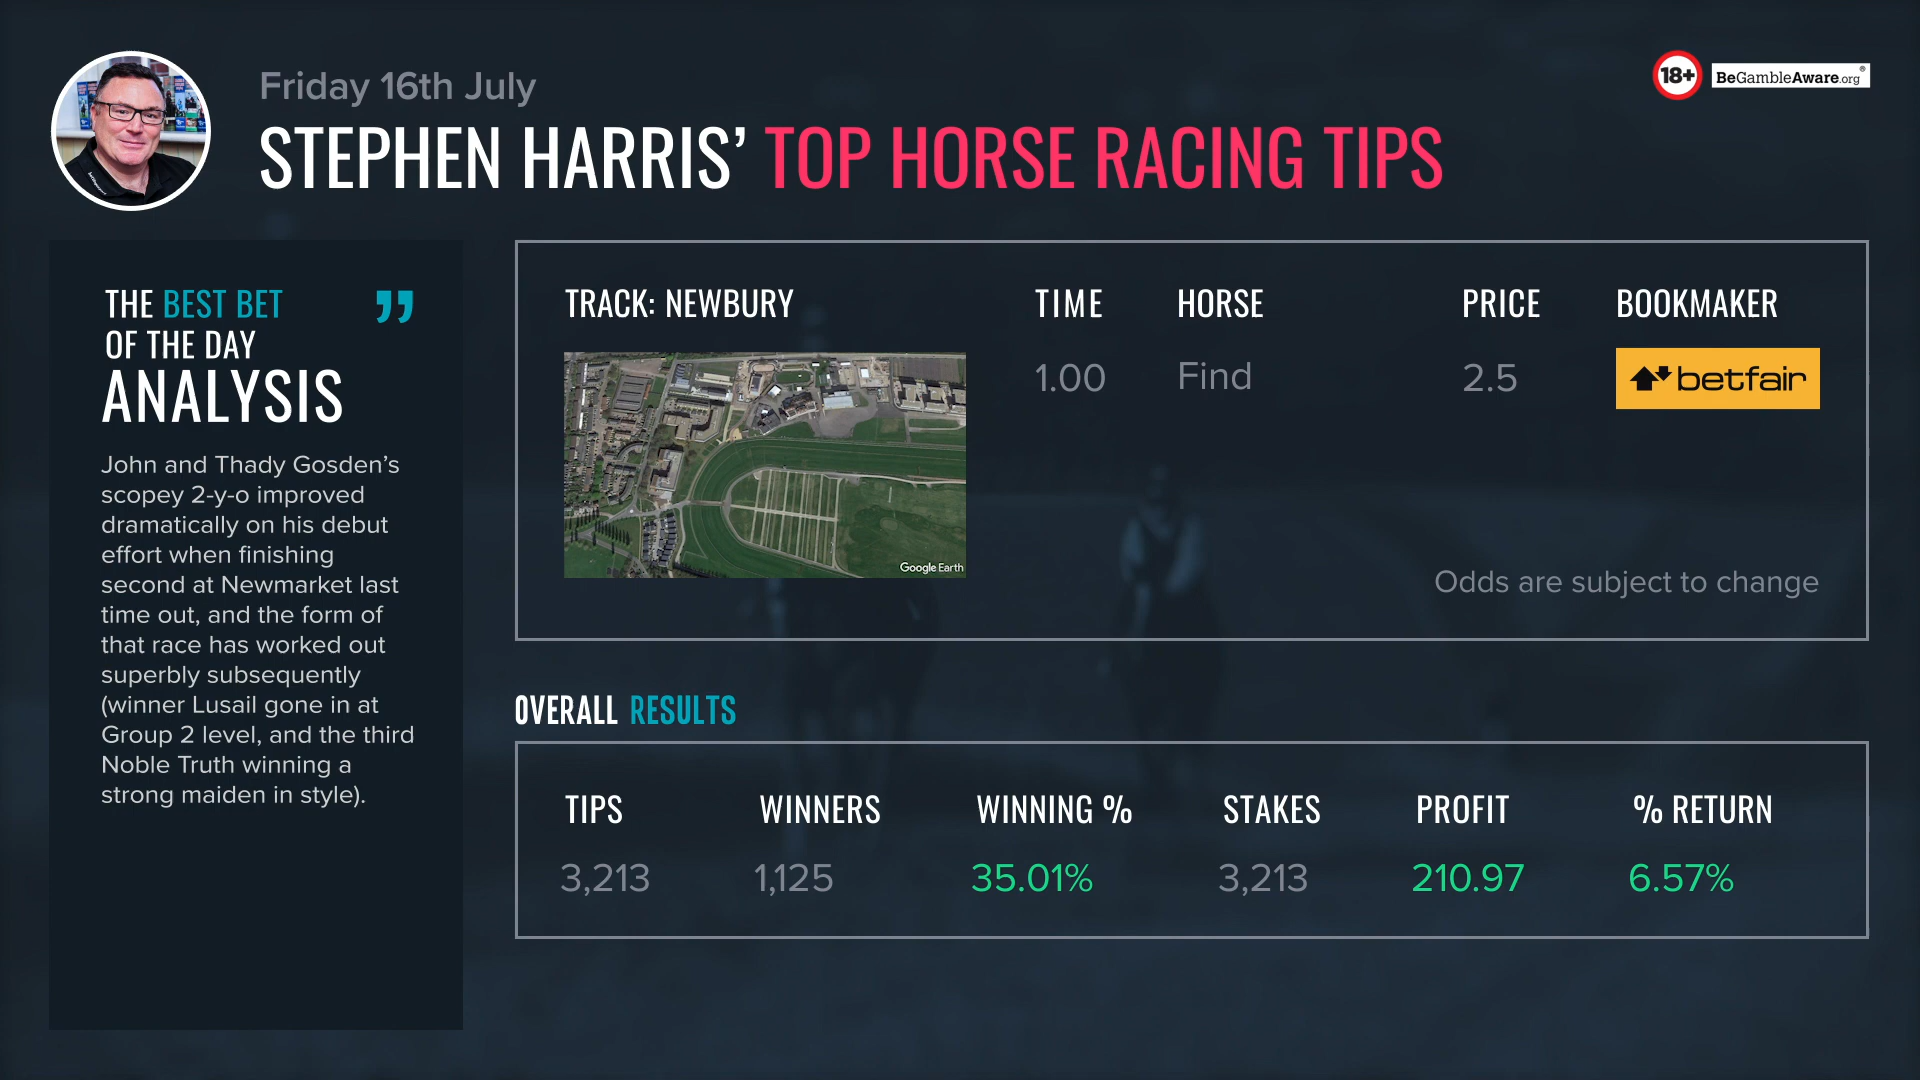 Friday 16th July
STEPHEN HARRIS’ TOP HORSE RACING TIPS
18+ BeGambleAware.org®
THE BEST BET ”
OF THE DAY
ANALYSIS
John and Thady Gosden’s
scopey 2-y-o improved
dramatically on his debut
effort when finishing
second at Newmarket last
time out, and the form of
that race has worked out
superbly subsequently
(winner Lusail gone in at
Group 2 level, and the third
Noble Truth winning a
strong maiden in style).
TRACK: NEWBURY TIME HORSE PRICE BOOKMAKER
1.00 Find 2.5 betfair
Google Earth
Odds are subject to change
OVERALL RESULTS
TIPS WINNERS WINNING % STAKES PROFIT % RETURN
3,213 1,125 35.01% 3,213 210.97 6.57%